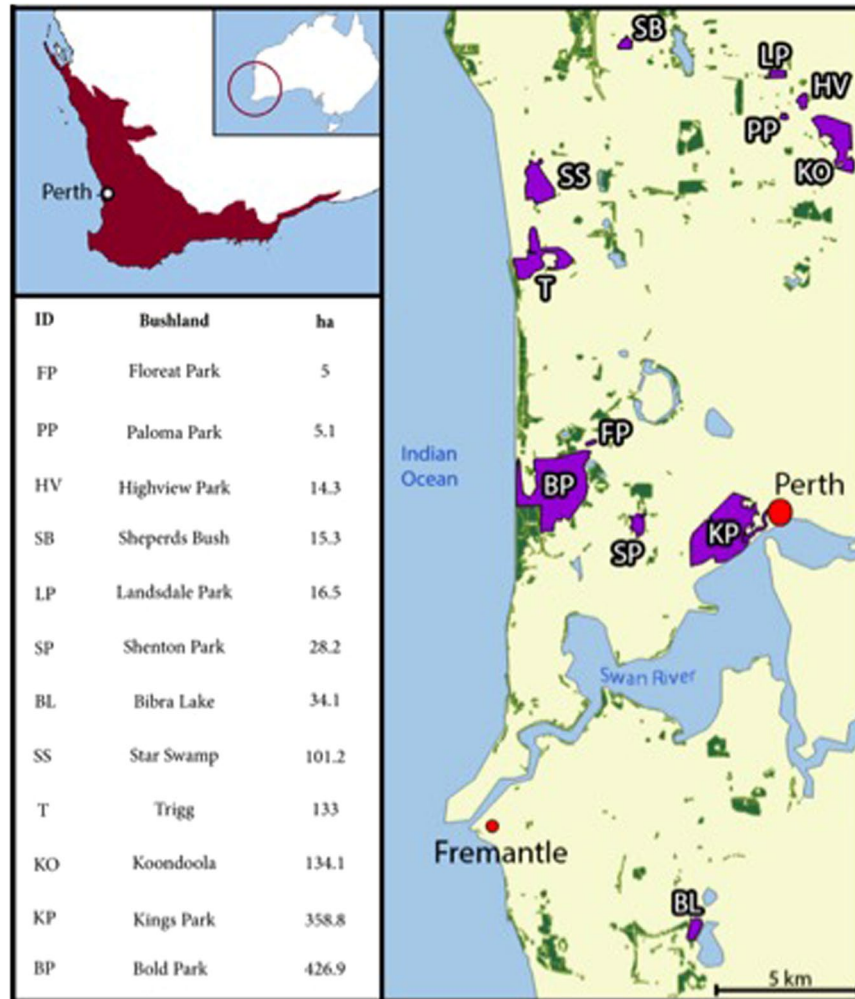 Perth
ID Bushland ha
FP Floreat Park 5
PP Paloma Park 5.1
HV Highview Park 14.3
SB Sheperds Bush 15.3
LP Landsdale Park 16.5
SP Shenton Park 28.2
BL Bibra Lake 34.1
SS Star Swamp 101.2
T Trigg 133
KO Koondoola 134.1
KP Kings Park 358.8
BP Bold Park 426.9
SB
LP
HV
PP
KO
SS
T
FP
Indian
Ocean
BP
Perth
KP
SP
Swan River
Fremantle
BL
5 km